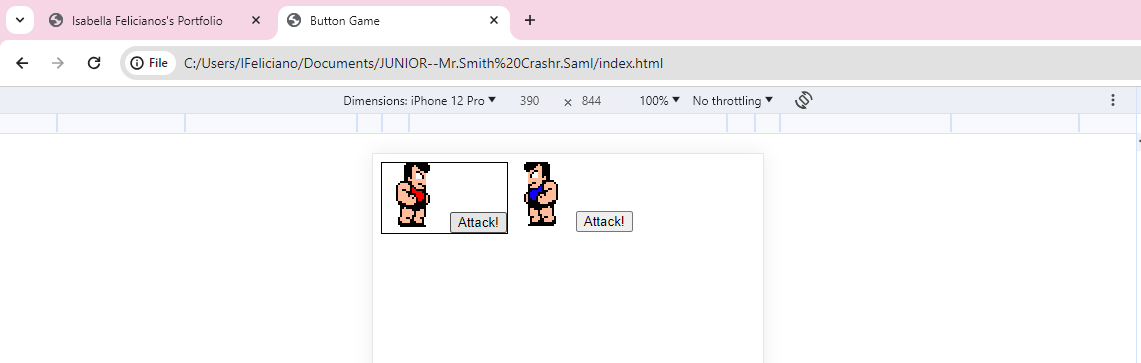 Isabella Felicianos's Portfolio
Button Game
File C:/Users/IFeliciano/Documents/JUNIOR--Mr.Smith%20Crashr.Saml/index.html
Dimensions: iPhone 12 Pro 390 × 844 100% No throttling
Attack! Attack!